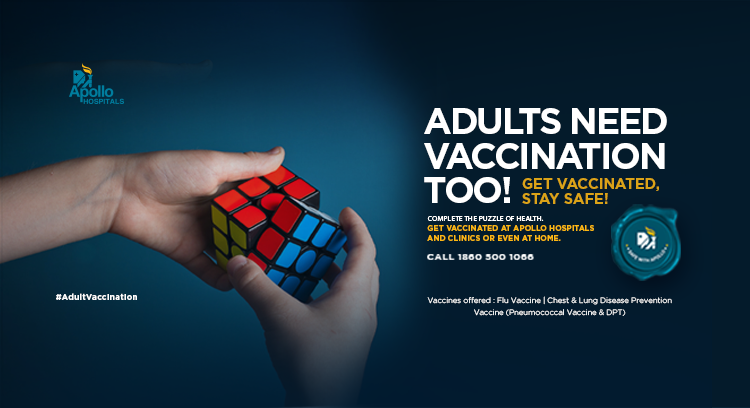 Apollo
HOSPITALS
ADULTS NEED
VACCINATION
TOO! GET VACCINATED,
STAY SAFE!
COMPLETE THE PUZZLE OF HEALTH.
GET VACCINATED AT APOLLO HOSPITALS
AND CLINICS OR EVEN AT HOME.
CALL 1860 500 1066
#AdultVaccination
Vaccines offered : Flu Vaccine | Chest & Lung Disease Prevention
Vaccine (Pneumococcal Vaccine & DPT)